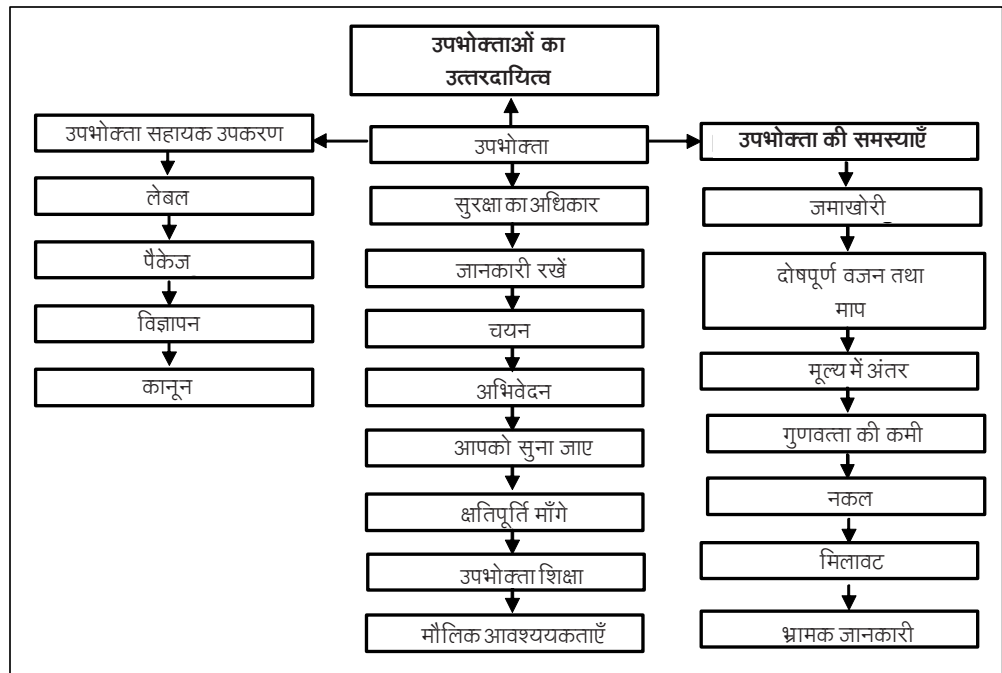 उपभोक्ताओं का
उत्तरदायित्व
उपभोक्ता सहायक उपकरण
लेबल
पैकेज
विज्ञापन
कानून
उपभोक्ता
सुरक्षा का अधिकार
जानकारी रखें
चयन
अभिवेदन
आपको सुना जाए
क्षतिपूर्ति माँगे
उपभोक्ता शिक्षा
मौलिक आवश्ययकताएँ
उपभोक्ता की समस्याएँ
जमाखोरी
दोषपूर्ण वजन तथा
माप
मूल्य में अंतर
गुणवत्ता की कमी
नकल
मिलावट
भ्रामक जानकारी